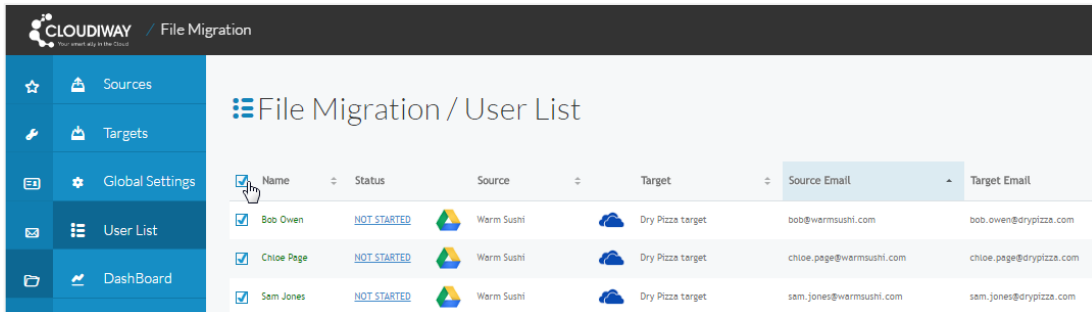 CLOUDIWAY / File Migration
Your smart ally in the Cloud
Sources
Targets
Global Settings
User List
DashBoard
File Migration / User List
Name Status Source Target Source Email Target Email
Bob Owen NOT STARTED Warm Sushi Dry Pizza target bob@warmsushi.com bob.owen@drypizza.com
Chloe Page NOT STARTED Warm Sushi Dry Pizza target chloe.page@warmsushi.com chloe.page@drypizza.com
Sam Jones NOT STARTED Warm Sushi Dry Pizza target sam.jones@warmsushi.com sam.jones@drypizza.com